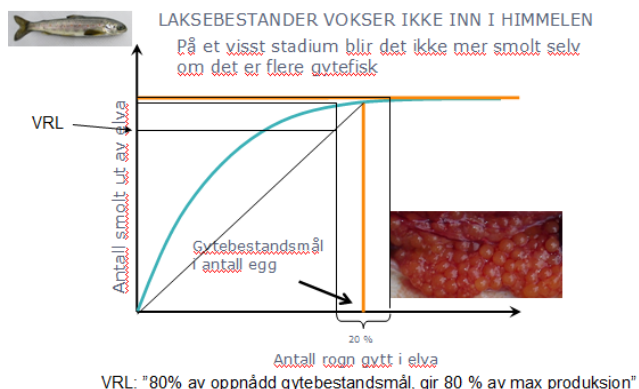 LAKSEBESTANDER VOKSER IKKE INN I HIMMELEN
På et visst stadium blir det ikke mer smolt selv
om det er flere gytefisk
VRL
Antall smolt ut av elva
Gytebestandsmål
i antall egg
20 %
Antall rogn gytt i elva
VRL: "80% av oppnådd gytebestandsmål, gir 80 % av max produksjon"